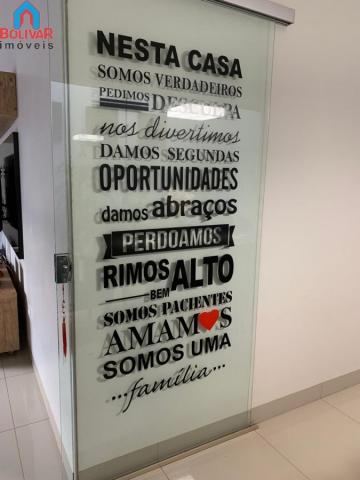 BOLIVAR
imóveis
NESTA CASA
SOMOS VERDADEIROS
PEDIMOS DESCULPA
nos divertimos
DAMOS SEGUNDAS
OPORTUNIDADES
damos abraços
PERDOAMOS
RIMOS ALTO
BEM
SOMOS PACIENTES
AMAM♥S
SOMOS UMA
...família...